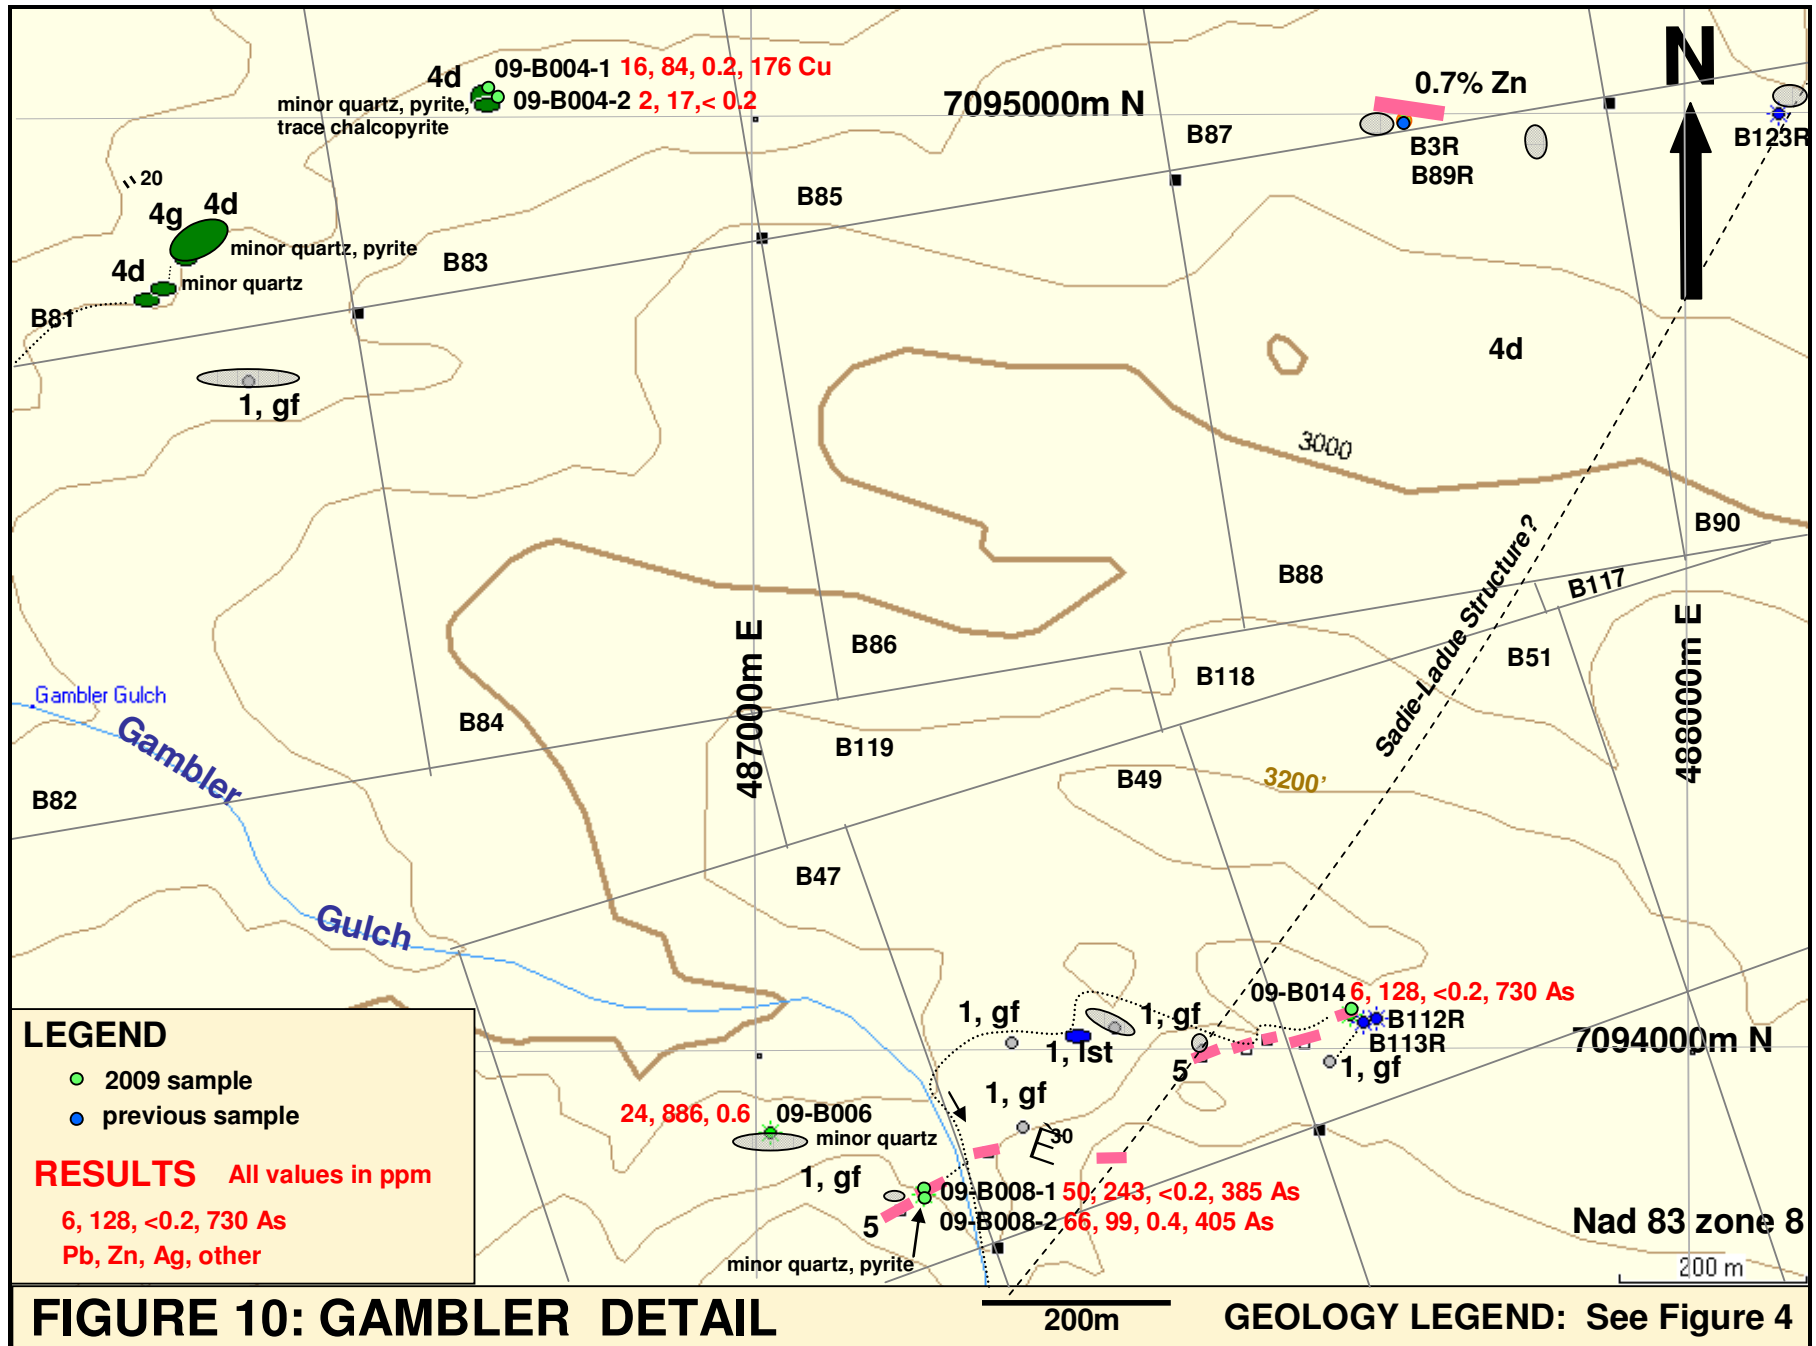 4d
09-B004-1 16, 84, 0.2, 176 Cu
minor quartz, pyrite,
trace chalcopyrite
09-B004-2 2, 17,< 0.2
7095000m N
0.7% Zn
N
B87
B3R
B89R
B123R
20
4g 4d
minor quartz, pyrite
4d
minor quartz
B81
B83
B85
1, gf
4d
3000
B90
B88
B117
Sadie-Ladue Structure?
B51
B86
B118
487000m E
488000m E
Gambler Gulch
Gambler
B84
B119
B49
3200'
B82
B47
Gulch
1, gf
1, gf
09-B014 6, 128, <0.2, 730 As
B112R
B113R
7094000m N
1, lst
5
1, gf
1, gf
30
24, 886, 0.6 09-B006
minor quartz
1, gf
09-B008-1 50, 243, <0.2, 385 As
09-B008-2 66, 99, 0.4, 405 As
5
minor quartz, pyrite
Nad 83 zone 8
200 m
LEGEND
2009 sample
previous sample
RESULTS All values in ppm
6, 128, <0.2, 730 As
Pb, Zn, Ag, other
FIGURE 10: GAMBLER DETAIL
200m
GEOLOGY LEGEND: See Figure 4